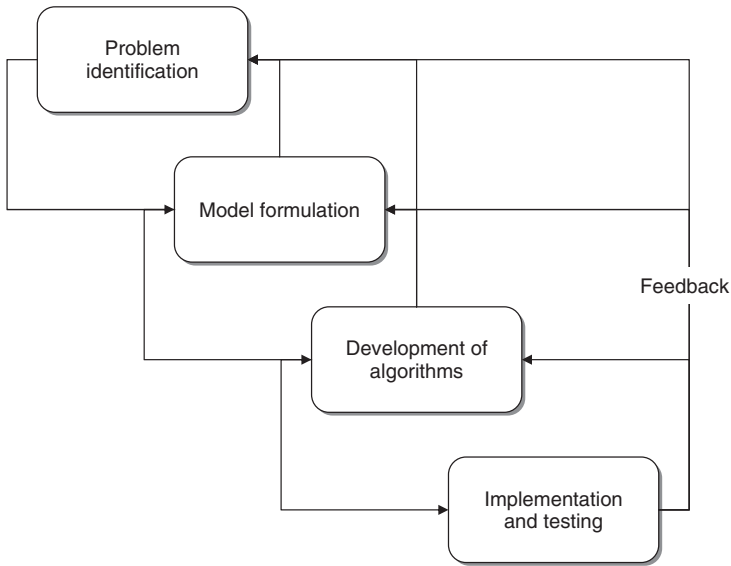 Problem
identification
Model formulation
Feedback
Development of
algorithms
Implementation
and testing